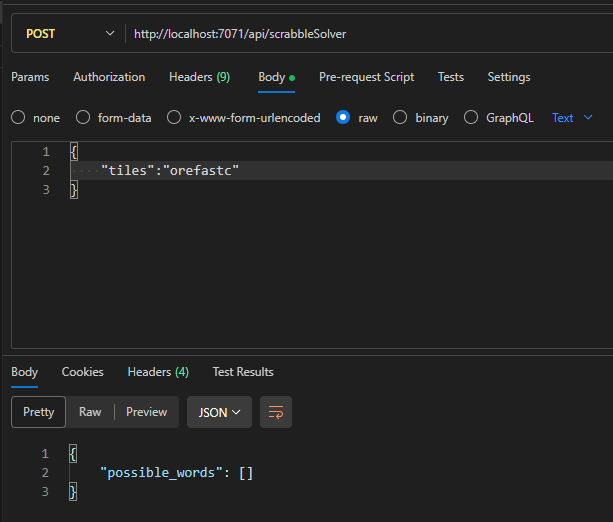 POST http://localhost:7071/api/scrabbleSolver
Params Authorization Headers (9) Body Pre-request Script Tests Settings
none form-data x-www-form-urlencoded raw binary GraphQL Text
1 {
2 ····"tiles":"orefastc"
3 }
Body Cookies Headers (4) Test Results
Pretty Raw Preview JSON
1 {
2 "possible_words": []
3 }